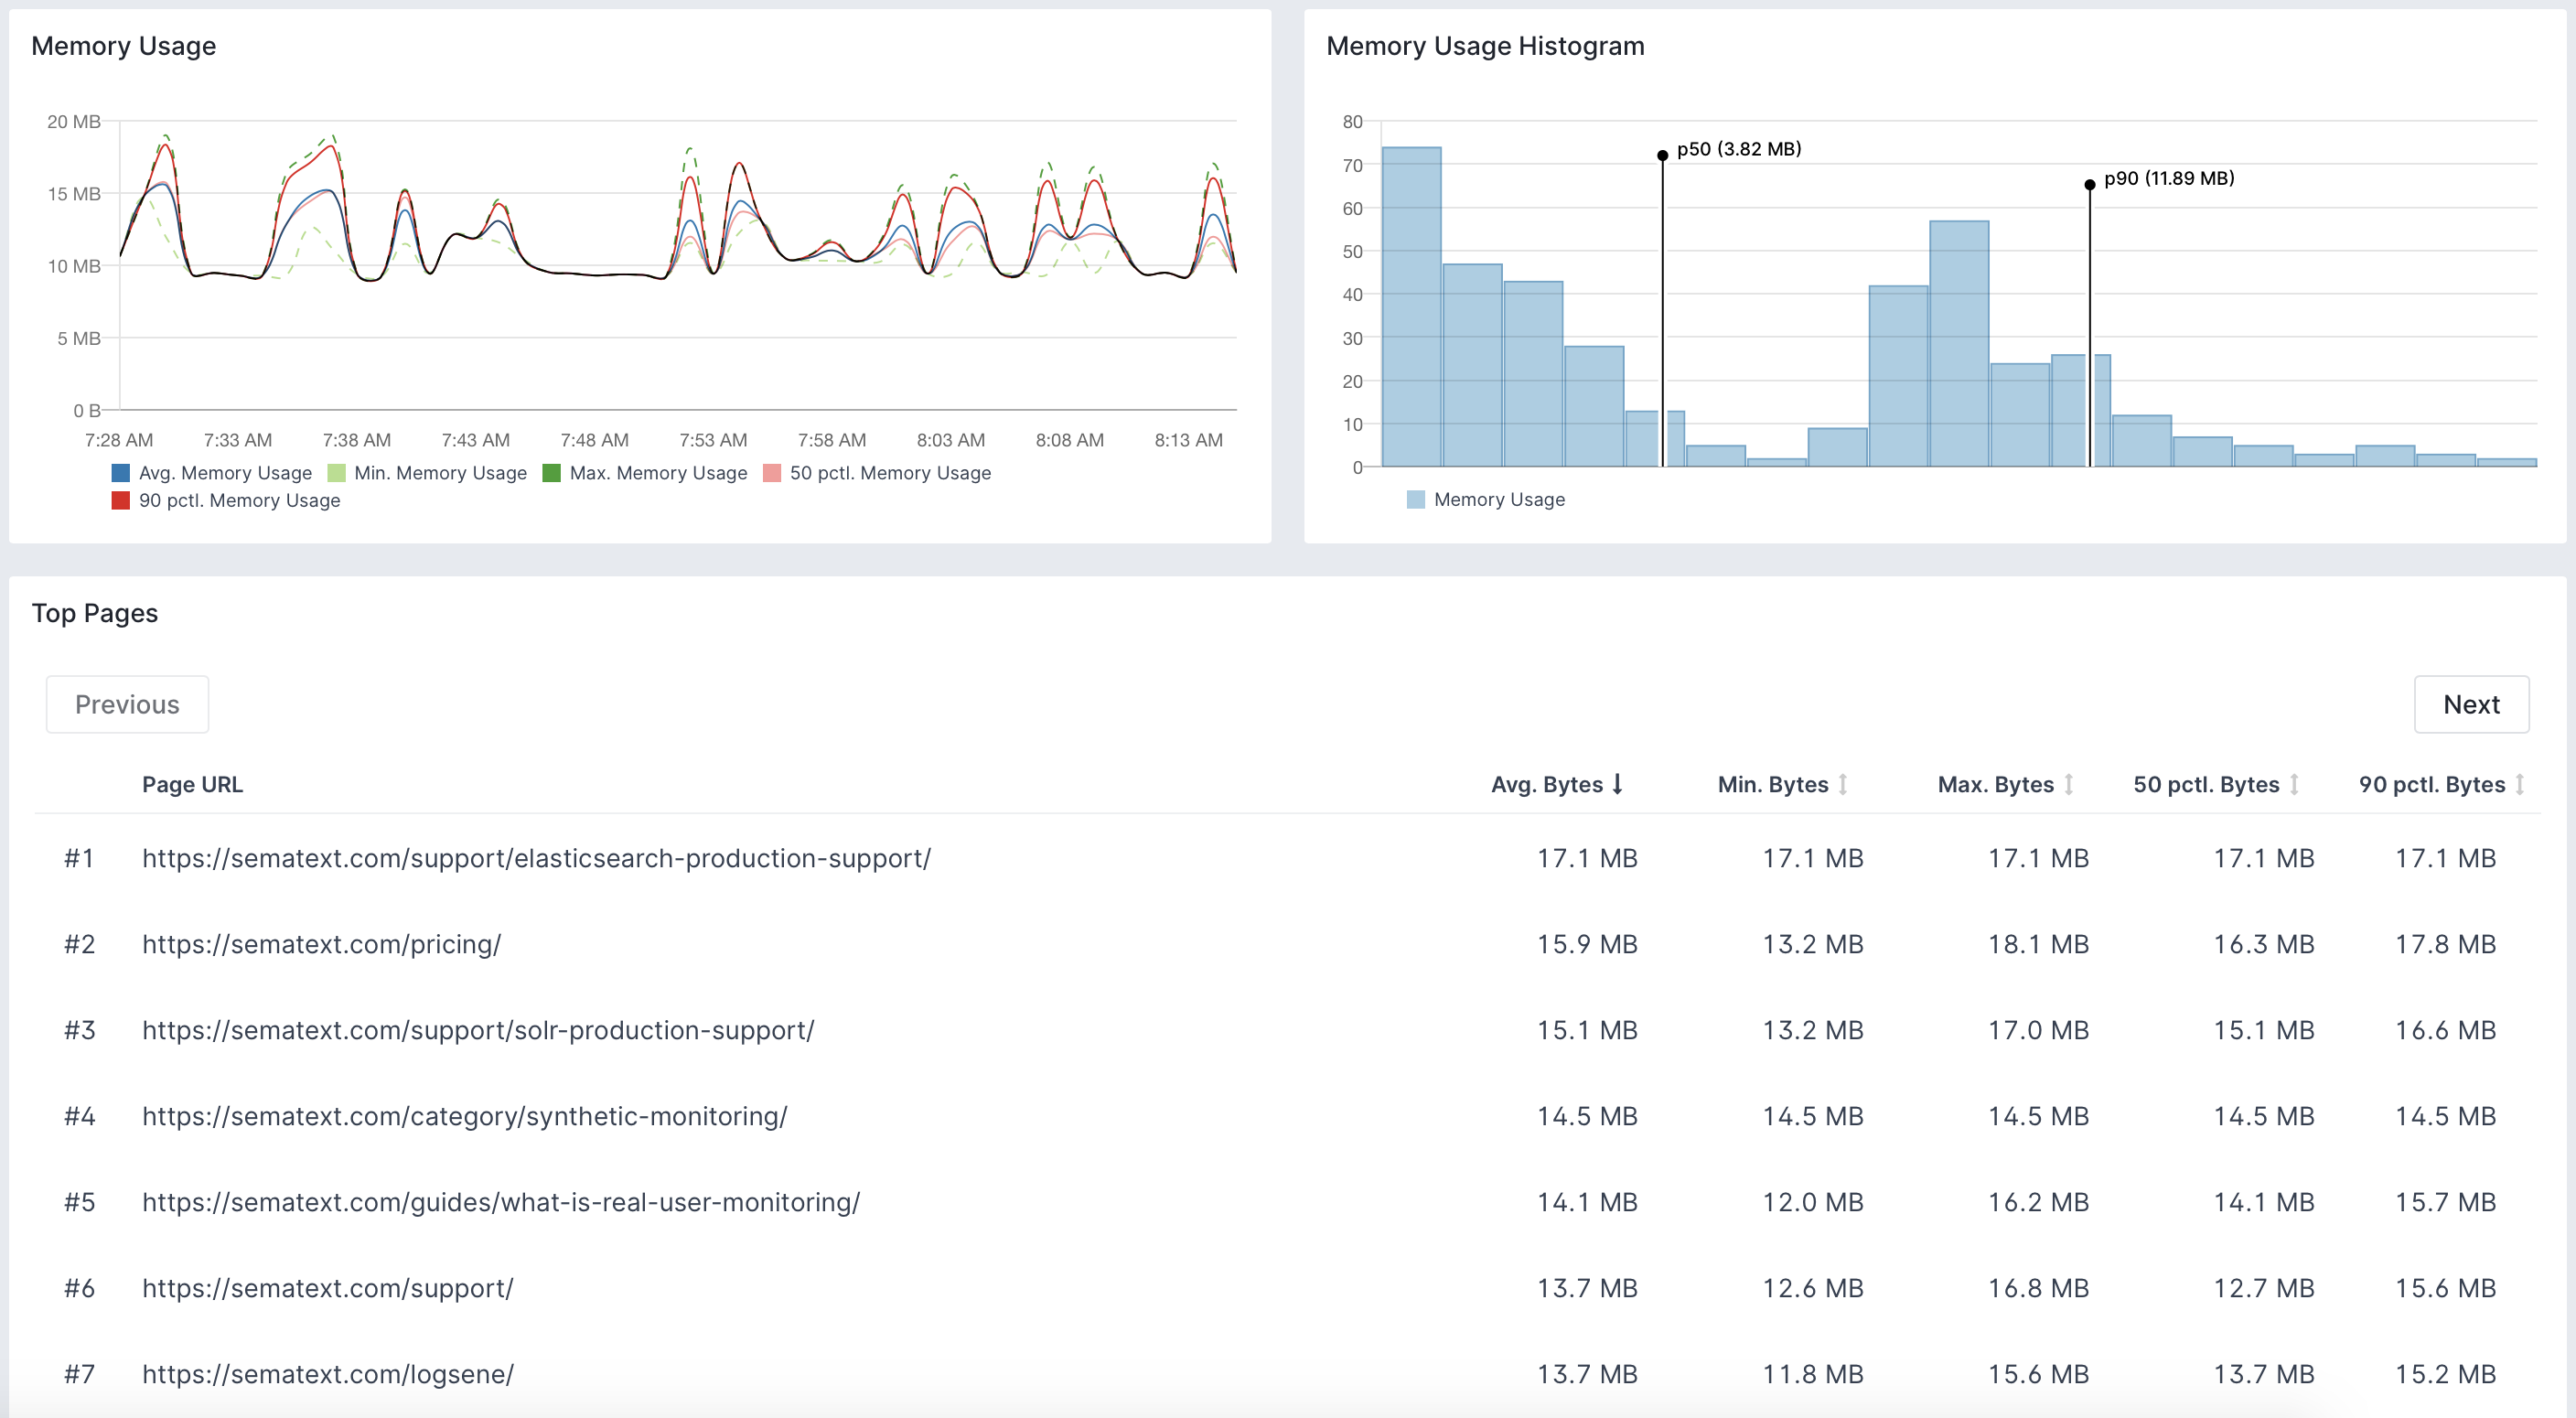 Memory Usage
20 MB
15 MB
10 MB
5 MB
0 B
7:28 AM 7:33 AM 7:38 AM 7:43 AM 7:48 AM 7:53 AM 7:58 AM 8:03 AM 8:08 AM 8:13 AM
Avg. Memory Usage Min. Memory Usage Max. Memory Usage 50 pctl. Memory Usage
90 pctl. Memory Usage
Memory Usage Histogram
80
70
60
50
40
30
20
10
0
p50 (3.82 MB)
p90 (11.89 MB)
Memory Usage
Top Pages
Previous Next
Page URL Avg. Bytes Min. Bytes Max. Bytes 50 pctl. Bytes 90 pctl. Bytes
#1 https://sematext.com/support/elasticsearch-production-support/ 17.1 MB 17.1 MB 17.1 MB 17.1 MB 17.1 MB
#2 https://sematext.com/pricing/ 15.9 MB 13.2 MB 18.1 MB 16.3 MB 17.8 MB
#3 https://sematext.com/support/solr-production-support/ 15.1 MB 13.2 MB 17.0 MB 15.1 MB 16.6 MB
#4 https://sematext.com/category/synthetic-monitoring/ 14.5 MB 14.5 MB 14.5 MB 14.5 MB 14.5 MB
#5 https://sematext.com/guides/what-is-real-user-monitoring/ 14.1 MB 12.0 MB 16.2 MB 14.1 MB 15.7 MB
#6 https://sematext.com/support/ 13.7 MB 12.6 MB 16.8 MB 12.7 MB 15.6 MB
#7 https://sematext.com/logsene/ 13.7 MB 11.8 MB 15.6 MB 13.7 MB 15.2 MB